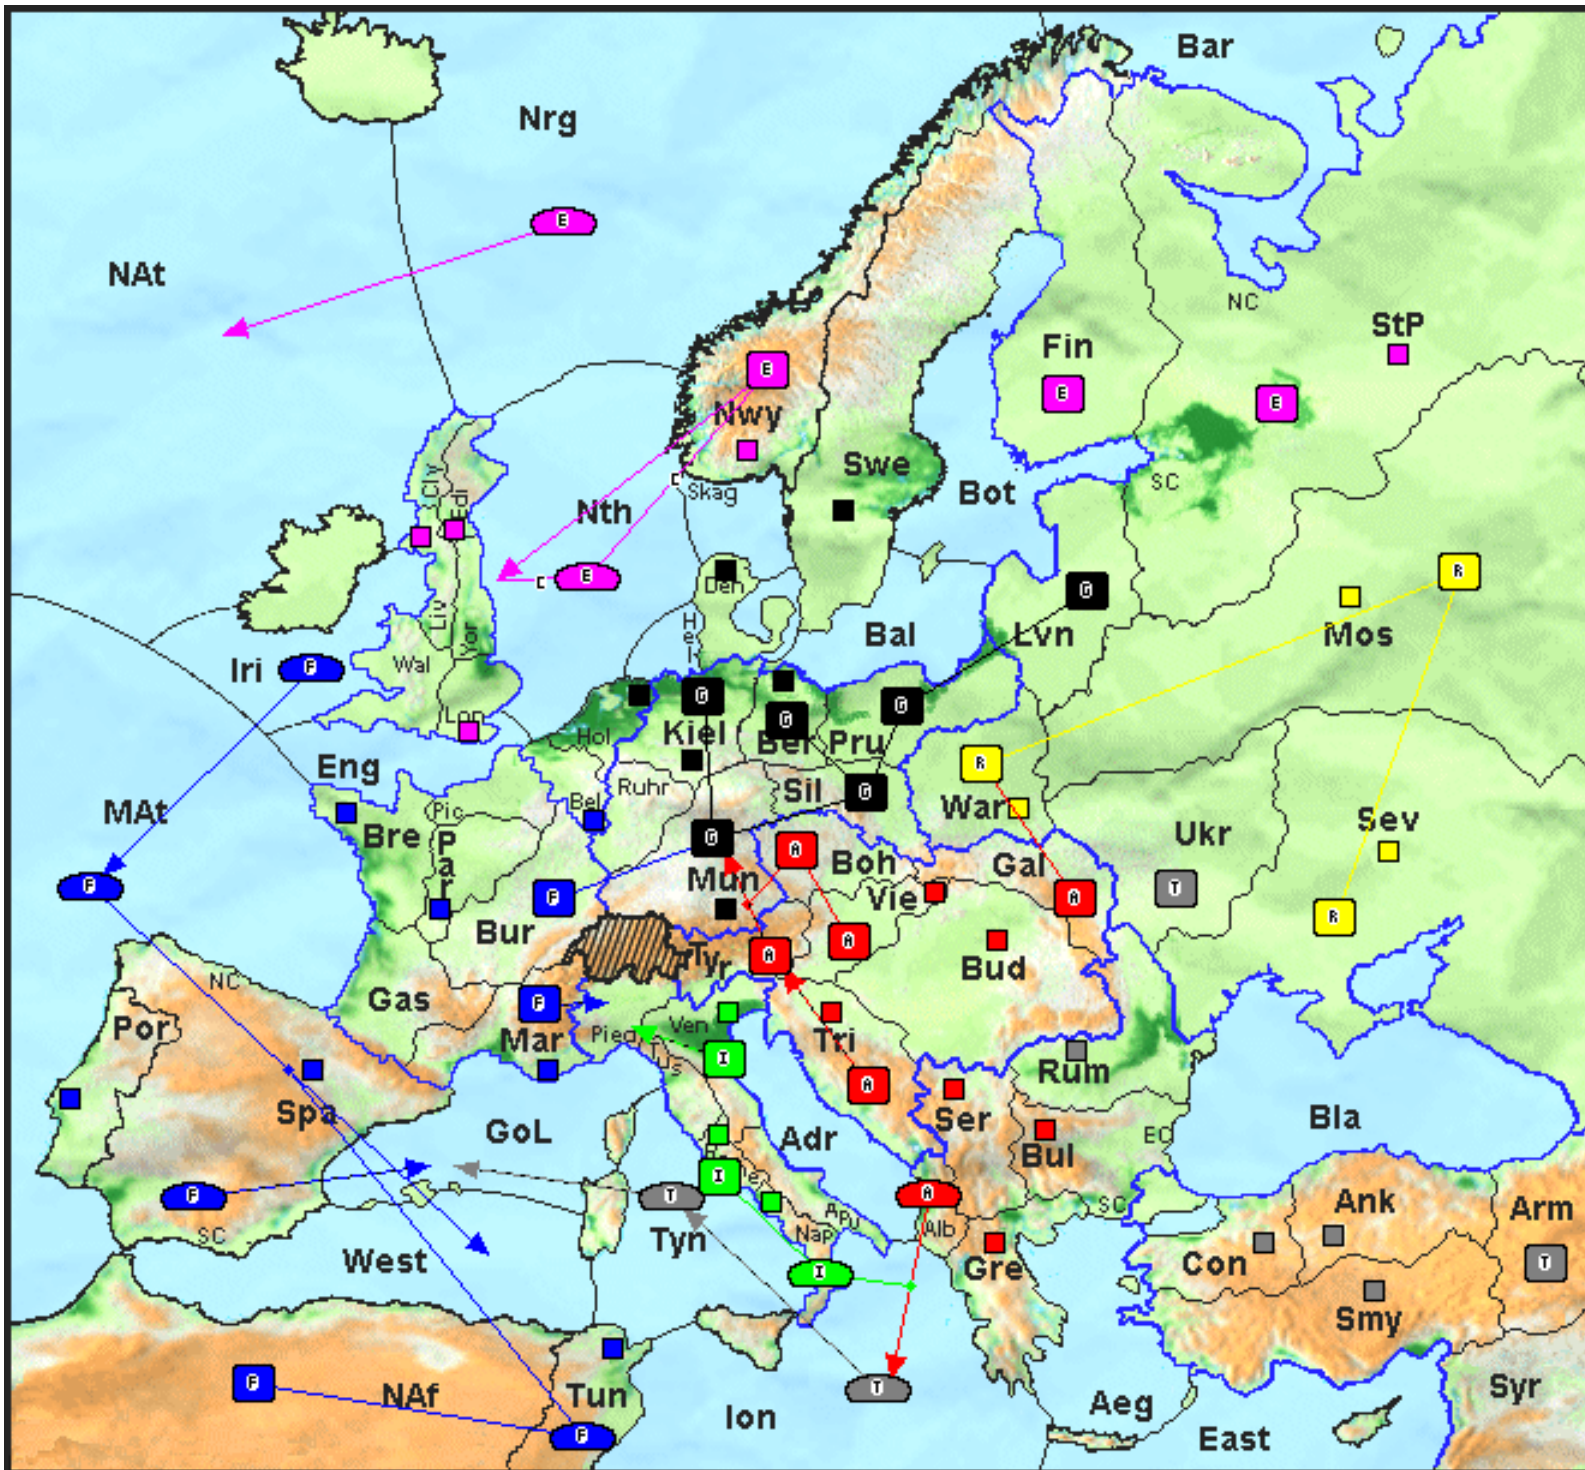 Bar
Nrg
E
NAt
NC
StP
Fin
E
E
E
Nwy
Swe
SC
Cly
Edi
Skag
Bot
Nth
C
C
E
Den
G
R
Hel
Liv
Yor
Bal
Lvn
Mos
Iri
F
Wal
Lon
G
G
G
Hol
Kiel
Ber
Pru
Eng
R
Ruhr
Sil
G
War
MAt
Pic
Bel
Bre
Par
G
A
Boh
Gal
Ukr
Sev
F
F
Mun
Vie
A
T
R
Bur
A
A
Tyr
Bud
NC
Gas
F
Por
Mar
Pied
Ven
Tri
Tus
I
Rum
A
Spa
Ser
GoL
Adr
Bul
EC
Bla
I
F
T
A
Ank
SC
SC
Arm
Apu
Nap
Alb
Tyn
West
Gre
Con
T
I
Smy
F
T
NAf
Tun
Syr
Ion
Aeg
F
East